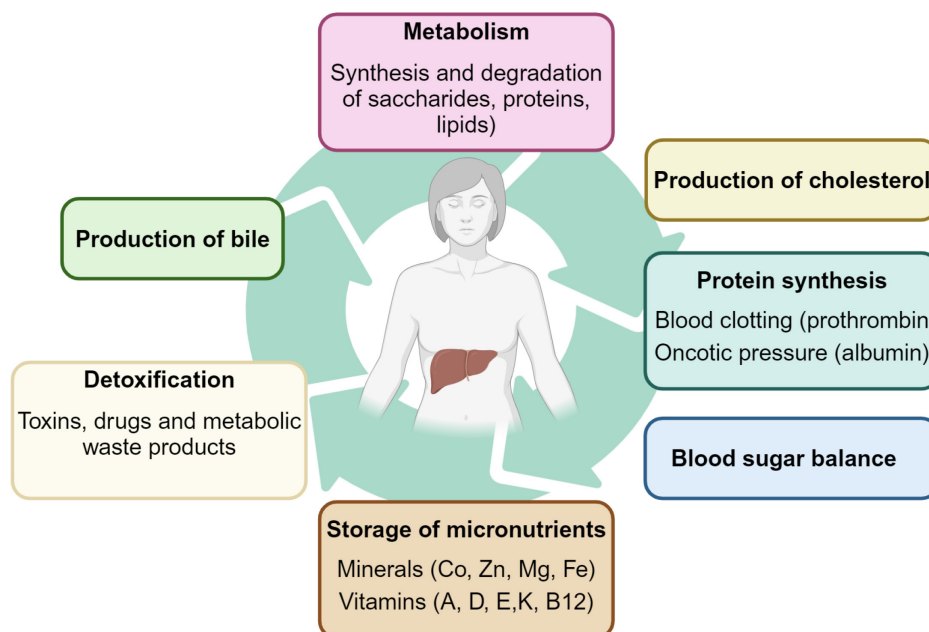 Metabolism
Synthesis and degradation
of saccharides, proteins,
lipids)
Production of cholesterol
Protein synthesis
Blood clotting (prothrombin
Oncotic pressure (albumin)
Blood sugar balance
Storage of micronutrients
Minerals (Co, Zn, Mg, Fe)
Vitamins (A, D, E,K, B12)
Detoxification
Toxins, drugs and metabolic
waste products
Production of bile